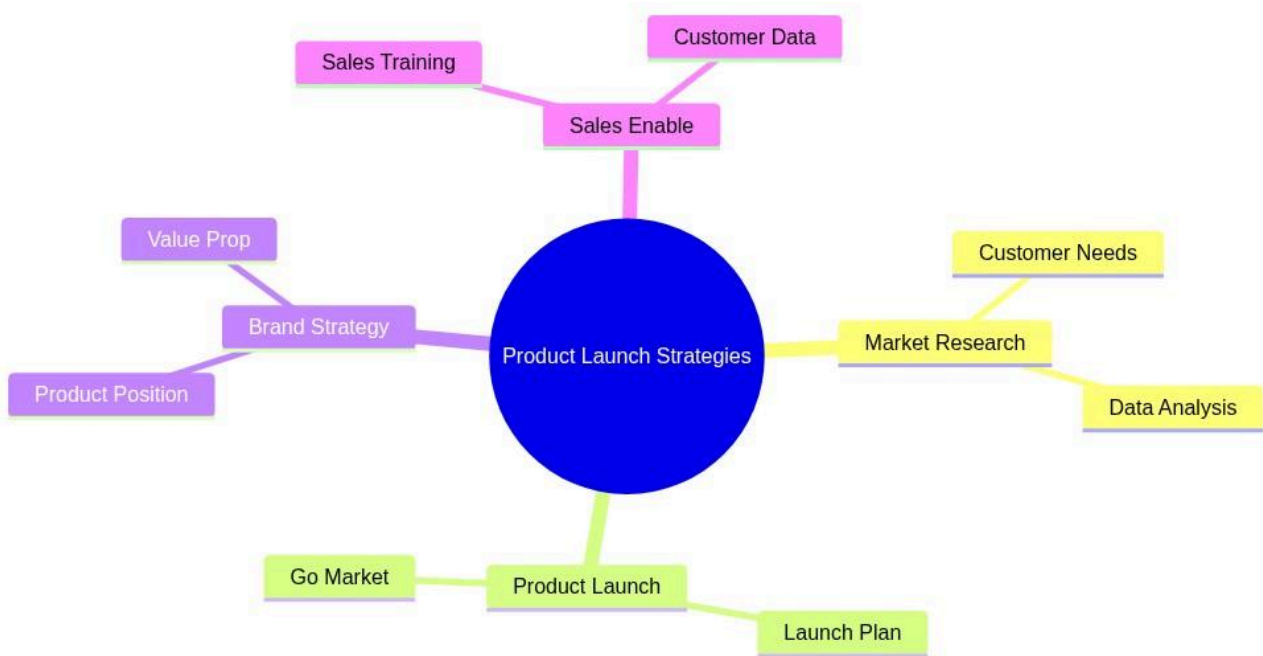 Customer Data
Sales Training
Sales Enable
Value Prop
Customer Needs
Brand Strategy
Market Research
Product Launch Strategies
Product Position
Data Analysis
Go Market
Product Launch
Launch Plan